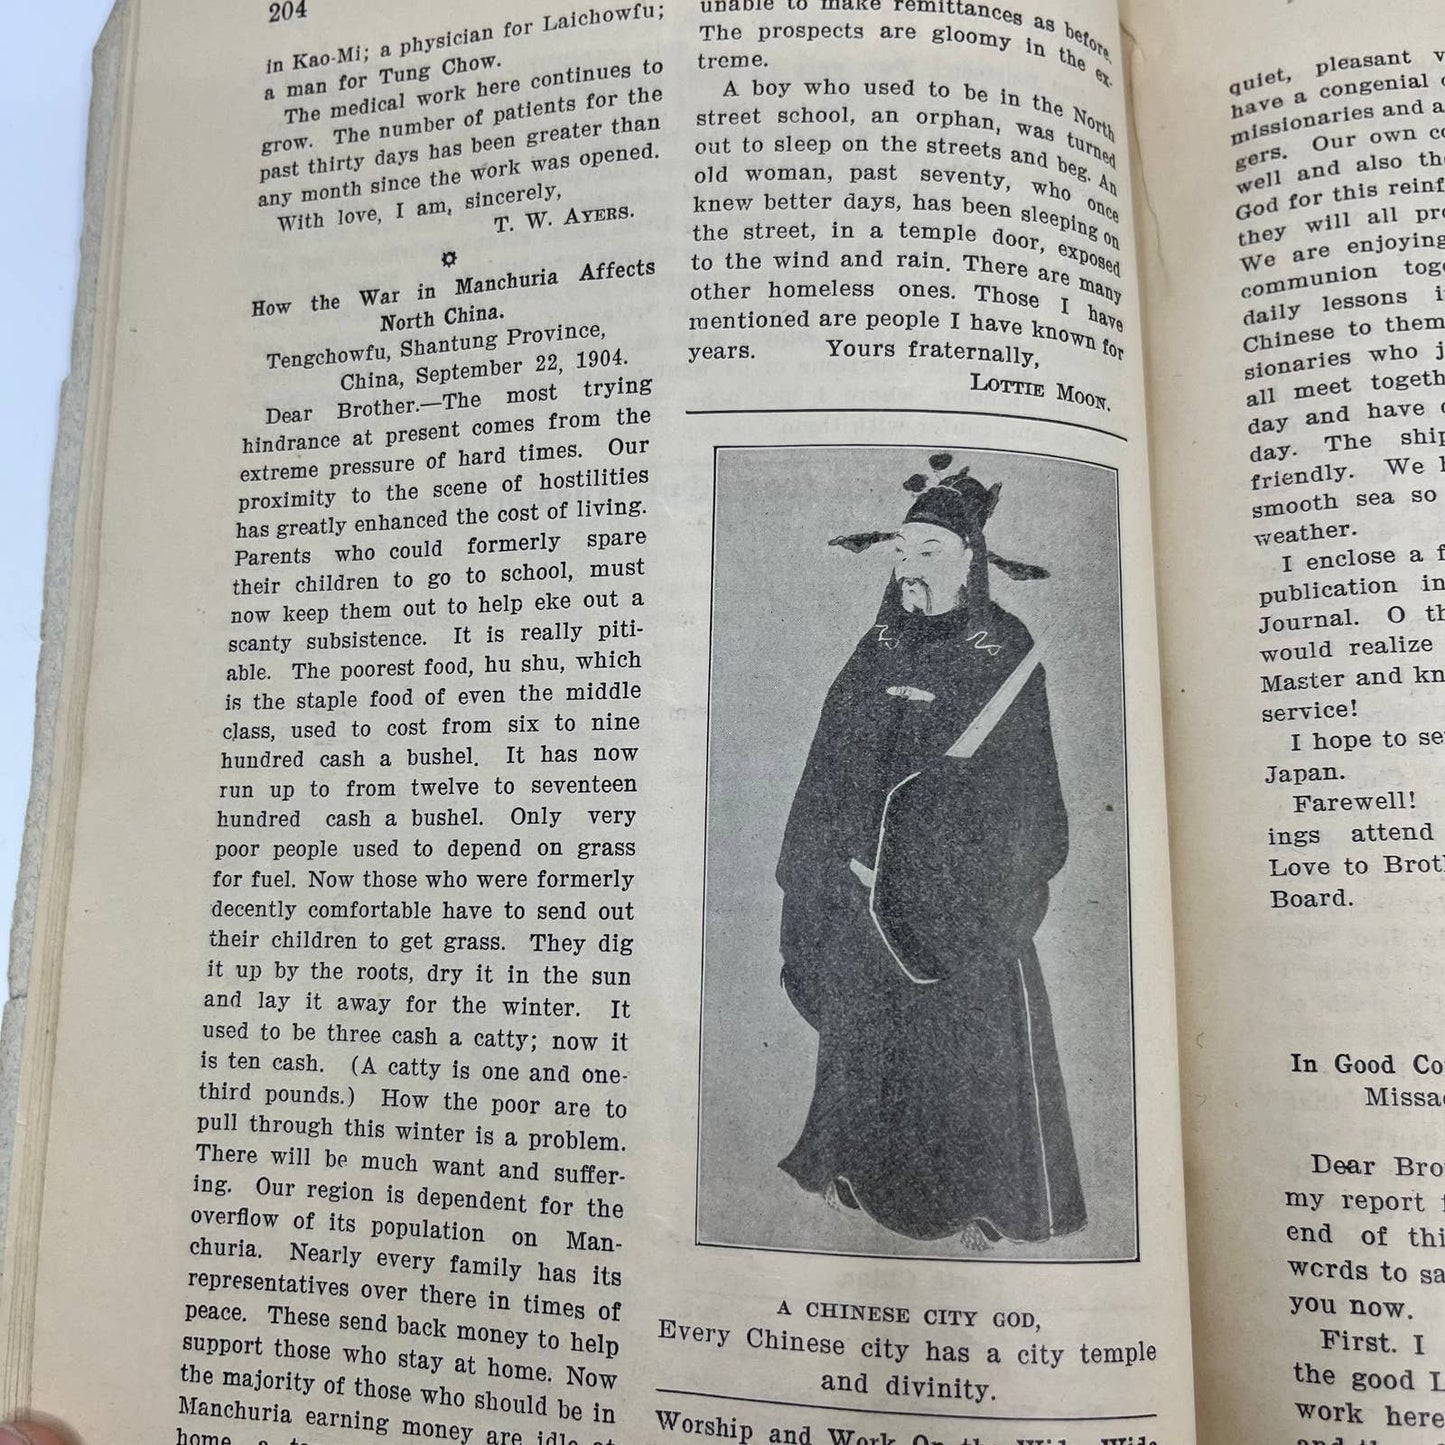 204
in Kao-Mi; a physician for Laichowfu;
a man for Tung Chow.
The medical work here continues to
grow. The number of patients for the
past thirty days has been greater than
any month since the work was opened.
With love, I am, sincerely,
T. W. AYERS.
How the War in Manchuria Affects
North China.
Tengchowfu, Shantung Province,
China, September 22, 1904.
Dear Brother.—The most trying
hindrance at present comes from the
extreme pressure of hard times. Our
proximity to the scene of hostilities
has greatly enhanced the cost of living.
Parents who could formerly spare
their children to go to school, must
now keep them out to help eke out a
scanty subsistence. It is really piti-
able. The poorest food, hu shu, which
is the staple food of even the middle
class, used to cost from six to nine
hundred cash a bushel. It has now
run up to from twelve to seventeen
hundred cash a bushel. Only very
poor people used to depend on grass
for fuel. Now those who were formerly
decently comfortable have to send out
their children to get grass. They dig
it up by the roots, dry it in the sun
and lay it away for the winter. It
used to be three cash a catty; now it
is ten cash. (A catty is one and one-
third pounds.) How the poor are to
pull through this winter is a problem.
There will be much want and suffer-
ing. Our region is dependent for the
overflow of its population on Man-
churia. Nearly every family has its
representatives over there in times of
peace. These send back money to help
support those who stay at home. Now
the majority of those who should be in
Manchuria earning money are idle at
home
unable to make remittances as before.
The prospects are gloomy in the ex-
treme.
A boy who used to be in the North
street school, an orphan, was turned
out to sleep on the streets and beg. An
old woman, past seventy, who once
knew better days, has been sleeping on
the street, in a temple door, exposed
to the wind and rain. There are many
other homeless ones. Those I have
mentioned are people I have known for
years. Yours fraternally,
LOTTIE MOON.
A CHINESE CITY GOD,
Every Chinese city has a city temple
and divinity.
Worship and Work On the Wide, Wide
quiet, pleasant
have a congenial
missionaries and a
gers. Our own
well and also the
God for this
they will all
We are enjoying
communion
daily lessons
Chinese to them
sionaries who
all meet
day and have
day. The
friendly. We
smooth sea so
weather.
I enclose a
publication in
Journal. O
would realize
Master and
service!
I hope to
Japan.
Farewell!
ings attend
Love to
Board.
In Good
Dear
my report
end of
words to
you now.
First. I
the good
work here